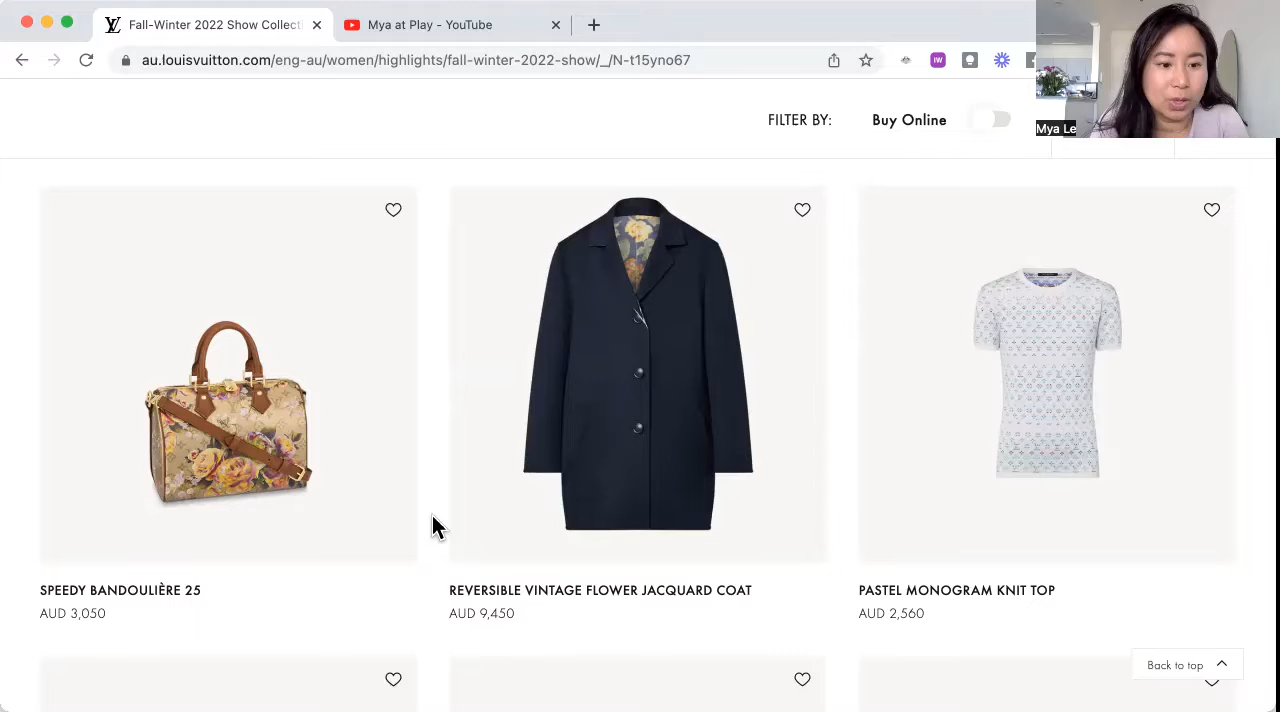 Fall-Winter 2022 Show Collecti
Mya at Play - YouTube
au.louisvuitton.com/eng-au/women/highlights/fall-winter-2022-show/_/N-t15yno67
IW
Mya Le
FILTER BY:
Buy Online
SPEEDY BANDOULIÈRE 25
AUD 3,050
REVERSIBLE VINTAGE FLOWER JACQUARD COAT
AUD 9,450
PASTEL MONOGRAM KNIT TOP
AUD 2,560
Back to top